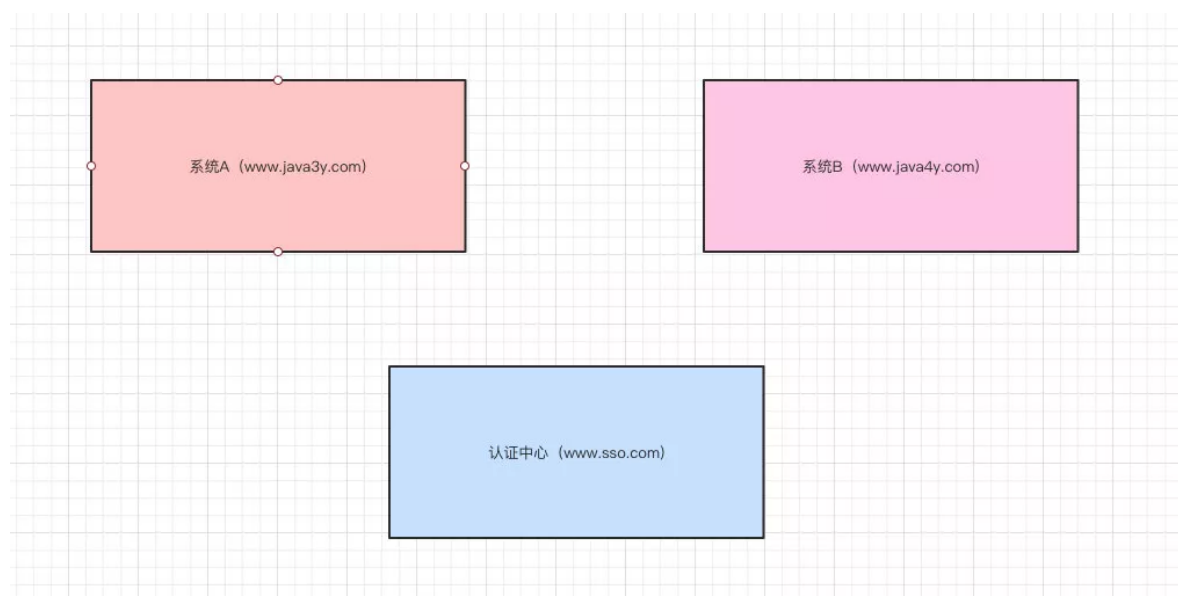 系统A（www.java3y.com）
系统B（www.java4y.com）
认证中心（www.sso.com）